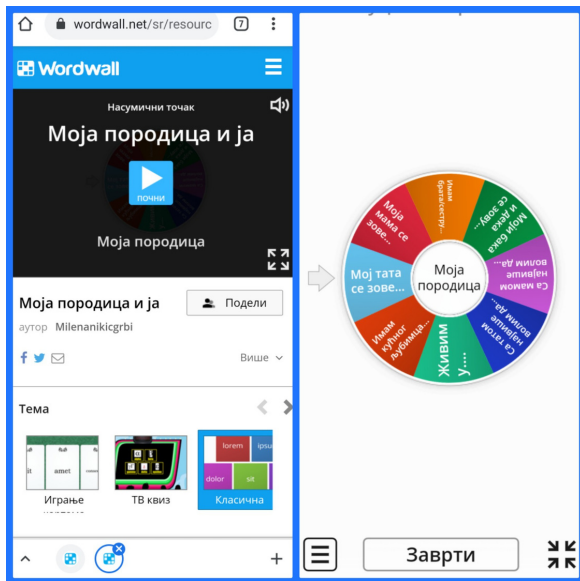 wordwall.net/sr/resourc
7
Wordwall
Насумични точак
Моја породица и ја
почни
Моја породица
Моја породица и ја
Подели
аутор Milenanikicgrbi
Више
Тема
it
amet
lorem
ipsu
dolor
sit
Играње
ТВ квиз
Класична
Имам
брата/сестру...
Моји бака
и дека
се зову...
...
Са мамом
највише
волим да...
Са татом
највише
волим да...
Живим
у....
Имам
кућног
љубимца...
Мој тата
се зове...
Моја
мама се
зове...
Моја
породица
Заврти